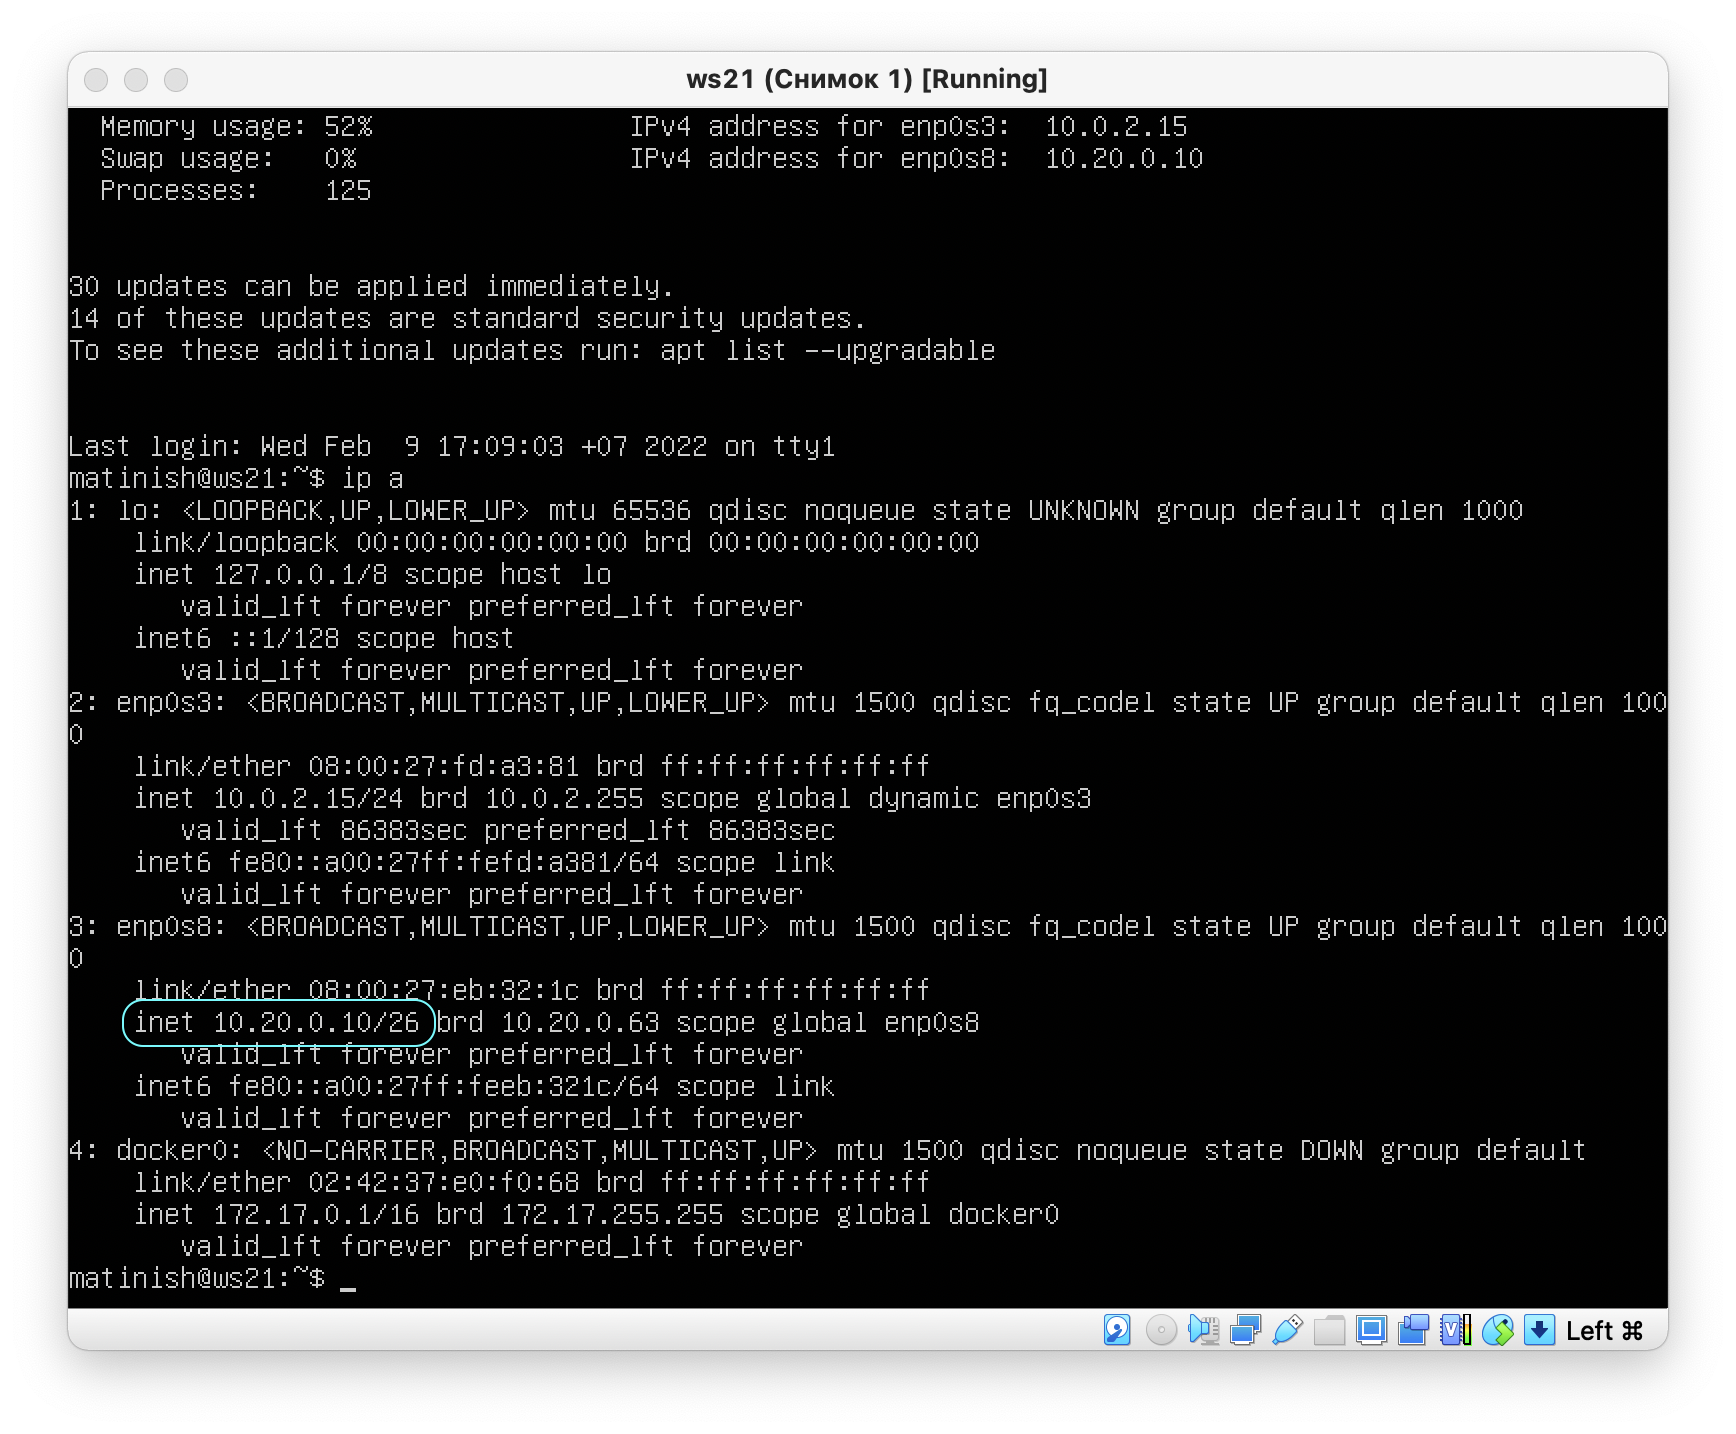 ws21 (Снимок 1) [Running]
Memory usage: 52% IPv4 address for enp0s3: 10.0.2.15
Swap usage: 0% IPv4 address for enp0s8: 10.20.0.10
Processes: 125
30 updates can be applied immediately.
14 of these updates are standard security updates.
To see these additional updates run: apt list --upgradable
Last login: Wed Feb  9 17:09:03 +07 2022 on tty1
matinish@ws21:~$ ip a
1: lo: <LOOPBACK,UP,LOWER_UP> mtu 65536 qdisc noqueue state UNKNOWN group default qlen 1000
link/loopback 00:00:00:00:00:00 brd 00:00:00:00:00:00
inet 127.0.0.1/8 scope host lo
valid_lft forever preferred_lft forever
inet6 ::1/128 scope host
valid_lft forever preferred_lft forever
2: enp0s3: <BROADCAST,MULTICAST,UP,LOWER_UP> mtu 1500 qdisc fq_codel state UP group default qlen 100
0
link/ether 08:00:27:fd:a3:81 brd ff:ff:ff:ff:ff:ff
inet 10.0.2.15/24 brd 10.0.2.255 scope global dynamic enp0s3
valid_lft 86383sec preferred_lft 86383sec
inet6 fe80::a00:27ff:fefd:a381/64 scope link
valid_lft forever preferred_lft forever
3: enp0s8: <BROADCAST,MULTICAST,UP,LOWER_UP> mtu 1500 qdisc fq_codel state UP group default qlen 100
0
link/ether 08:00:27:eb:32:1c brd ff:ff:ff:ff:ff:ff
inet 10.20.0.10/26 brd 10.20.0.63 scope global enp0s8
valid_lft forever preferred_lft forever
inet6 fe80::a00:27ff:feeb:321c/64 scope link
valid_lft forever preferred_lft forever
4: docker0: <NO-CARRIER,BROADCAST,MULTICAST,UP> mtu 1500 qdisc noqueue state DOWN group default
link/ether 02:42:37:e0:f0:68 brd ff:ff:ff:ff:ff:ff
inet 172.17.0.1/16 brd 172.17.255.255 scope global docker0
valid_lft forever preferred_lft forever
matinish@ws21:~$ _
Left ⌘